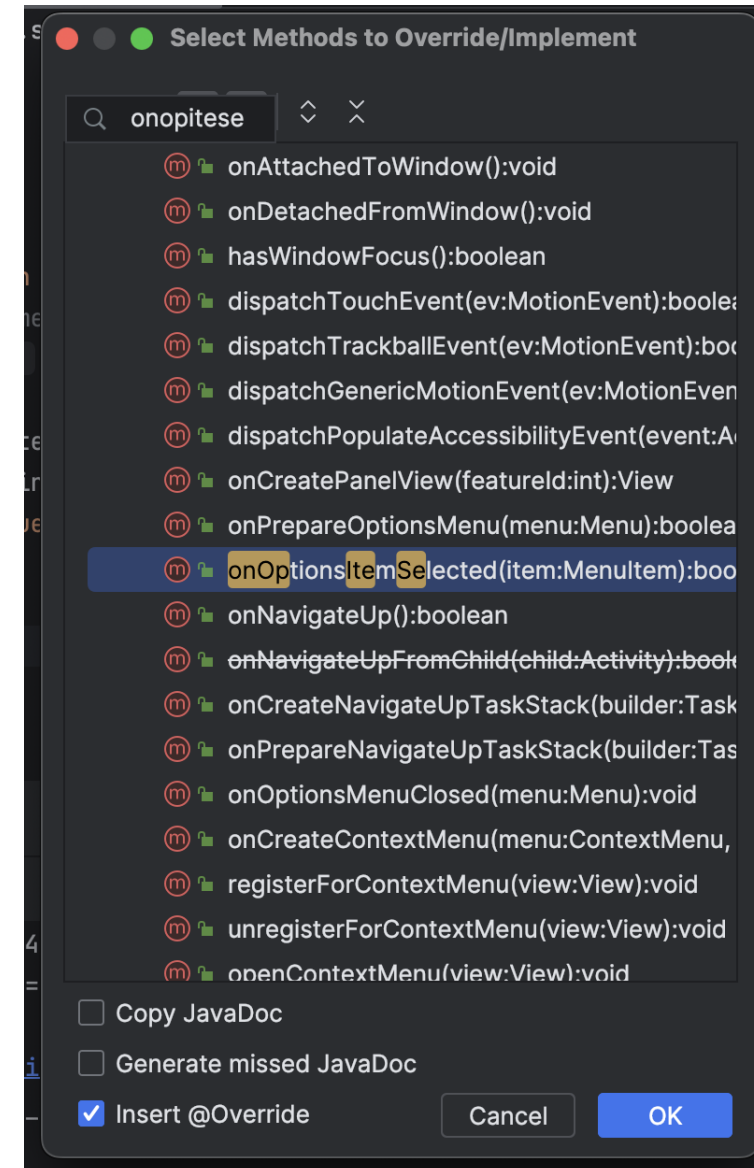 Select Methods to Override/Implement
onopitese
onAttachedToWindow():void
onDetachedFromWindow():void
hasWindowFocus():boolean
dispatchTouchEvent(ev:MotionEvent):boolea
dispatchTrackballEvent(ev:MotionEvent):boo
dispatchGenericMotionEvent(ev:MotionEven
dispatchPopulateAccessibilityEvent(event:A
onCreatePanelView(featureId:int):View
onPrepareOptionsMenu(menu:Menu):boolea
onOptionsItemSelected(item:MenuItem):boo
onNavigateUp():boolean
onNavigateUpFromChild(child:Activity):boole
onCreateNavigateUpTaskStack(builder:Task
onPrepareNavigateUpTaskStack(builder:Tas
onOptionsMenuClosed(menu:Menu):void
onCreateContextMenu(menu:ContextMenu,
registerForContextMenu(view:View):void
unregisterForContextMenu(view:View):void
openContextMenu(view:View):void
Copy JavaDoc
Generate missed JavaDoc
Insert @Override
Cancel
OK